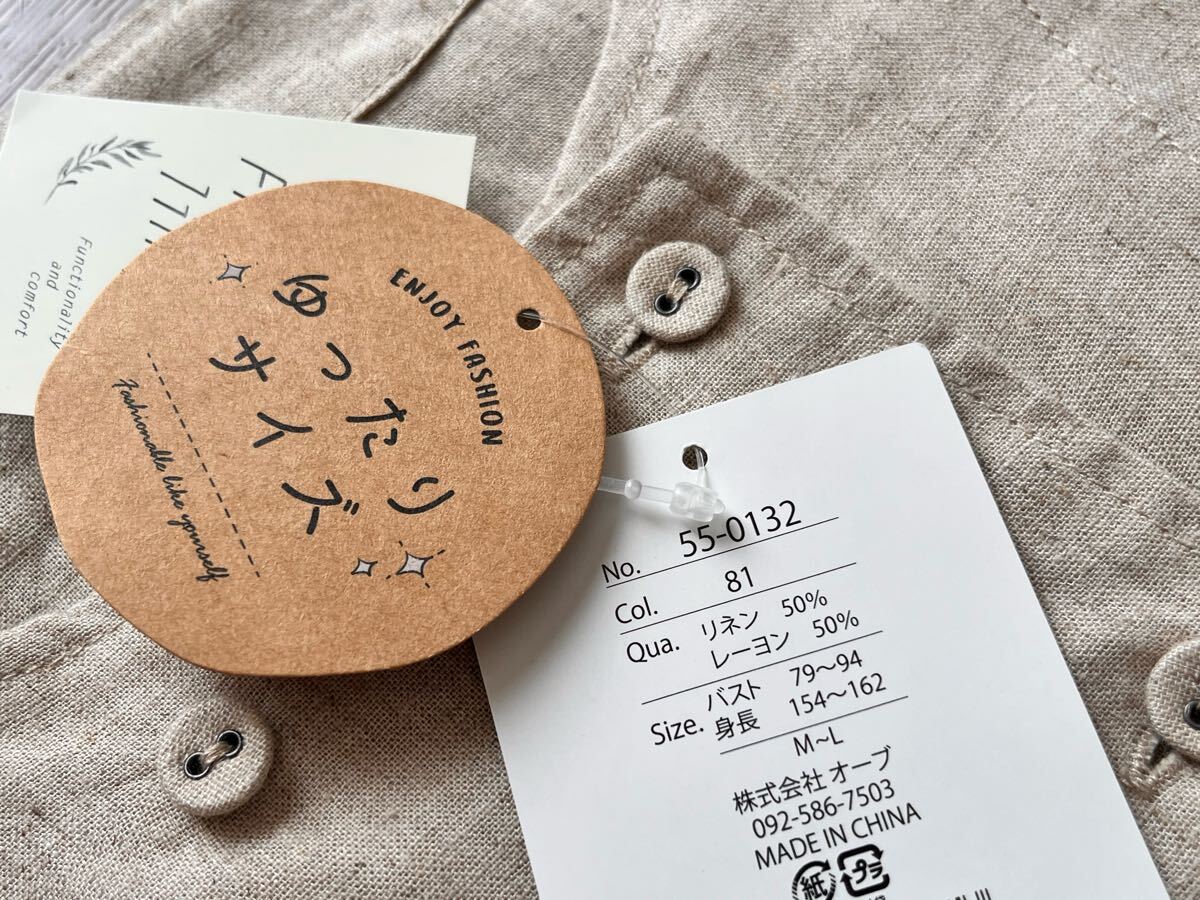 Functionality
and
comfort
ENJOY FASHION
ゆったり
サイズ
Fashionable like yourself
No. 55-0132
Col. 81
Qua. リネン 50%
レーヨン 50%
Size. バスト 79〜94
身長 154〜162
M~L
株式会社 オーブ
092-586-7503
MADE IN CHINA
紙 プラ